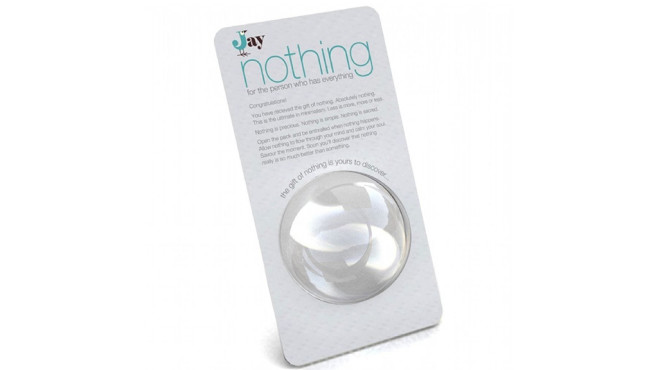 Jay
nothing
for the person who has everything
Congratulations!
You have received the gift of nothing. Absolutely nothing.
This is the ultimate in minimalism. Less is more, more or less.
Nothing is precious. Nothing is simple. Nothing is sacred.
Open the pack and be enthralled when nothing happens.
Allow nothing to flow through your mind and calm your soul.
Savour the moment. Soon you'll discover that nothing
really is so much better than something.
the gift of nothing is yours to discover.